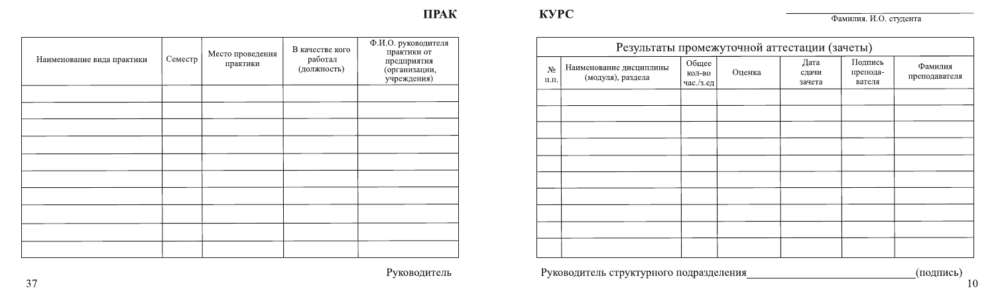 ПРАК
Наименование вида практики
Семестр
Место проведения
практики
В качестве кого
работал
(должность)
Ф.И.О. руководителя
практики от
предприятия
(организации,
учреждения)
Руководитель
37
КУРС
Фамилия. И.О. студента
Результаты промежуточной аттестации (зачеты)
№
п.п.
Наименование дисциплины
(модуля), раздела
Общее
кол-во
час./з.ед
Оценка
Дата
сдачи
зачета
Подпись
препода-
вателя
Фамилия
преподавателя
Руководитель структурного подразделения (подпись)
10